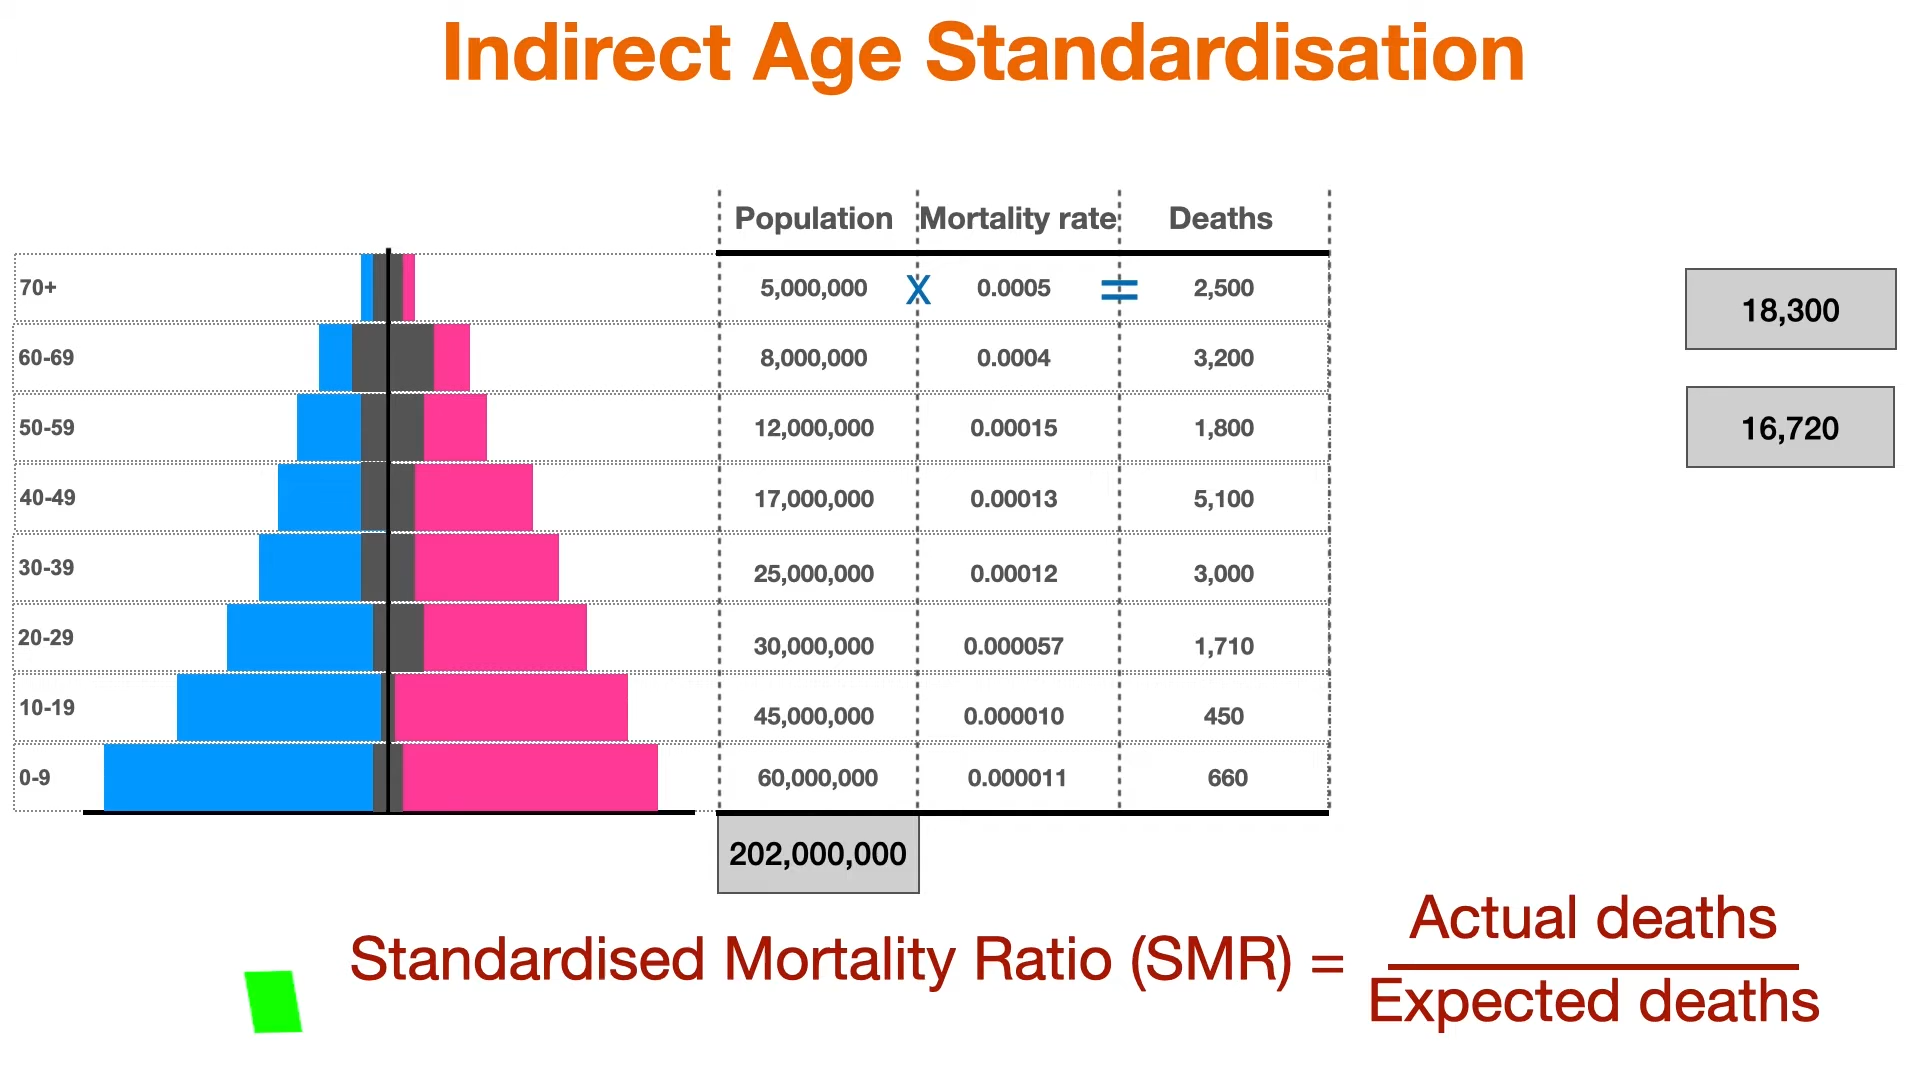 Indirect Age Standardisation
Population Mortality rate Deaths
70+ 5,000,000 X 0.0005 = 2,500
60-69 8,000,000 0.0004 3,200
50-59 12,000,000 0.00015 1,800
40-49 17,000,000 0.00013 5,100
30-39 25,000,000 0.00012 3,000
20-29 30,000,000 0.000057 1,710
10-19 45,000,000 0.000010 450
0-9 60,000,000 0.000011 660
202,000,000
18,300
16,720
Standardised Mortality Ratio (SMR) =
Actual deaths
Expected deaths